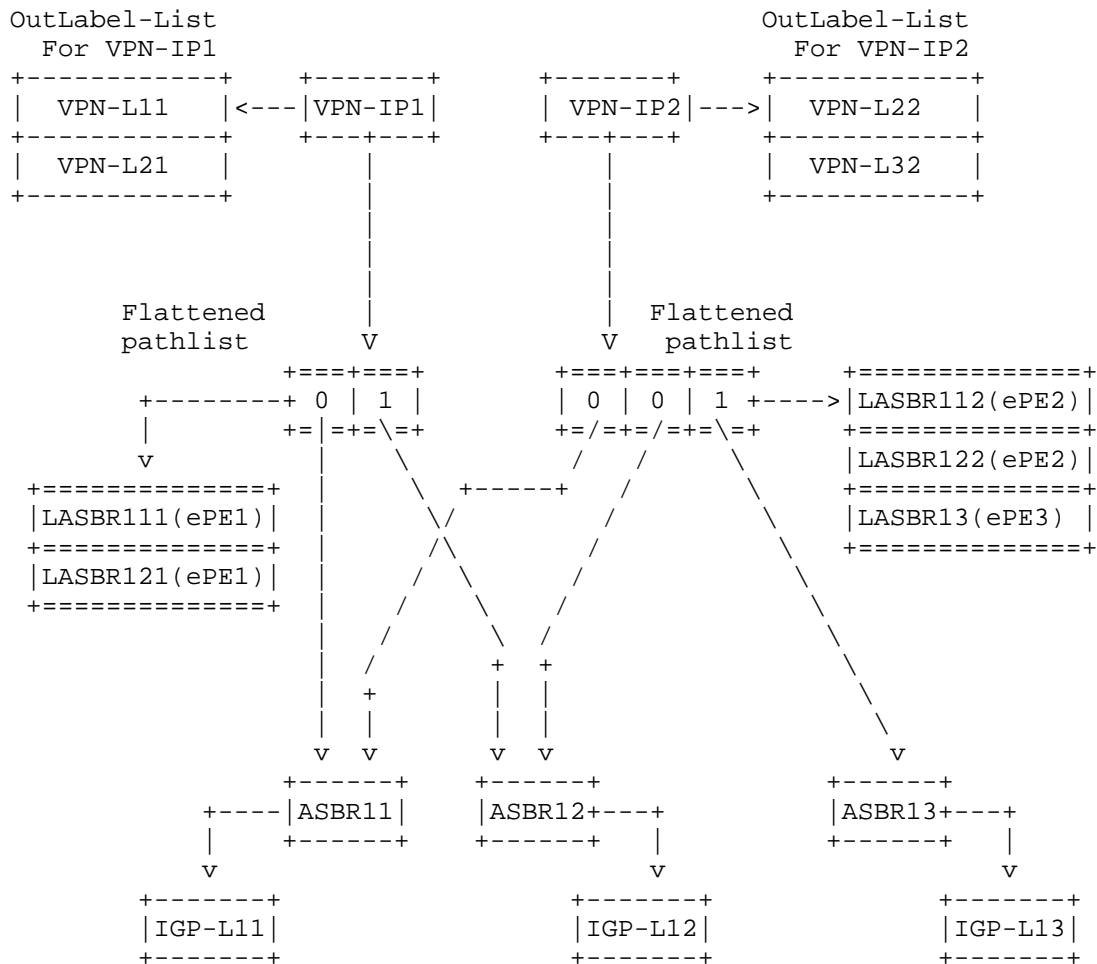 OutLabel-List OutLabel-List
For VPN-IP1 For VPN-IP2
VPN-L11 VPN-IP1 VPN-IP2 VPN-L22
VPN-L21 VPN-L32
Flattened Flattened
pathlist pathlist
0 1 0 0 1 LASBR112(ePE2)
LASBR122(ePE2)
LASBR111(ePE1) LASBR13(ePE3)
LASBR121(ePE1)
ASBR11 ASBR12 ASBR13
IGP-L11 IGP-L12 IGP-L13